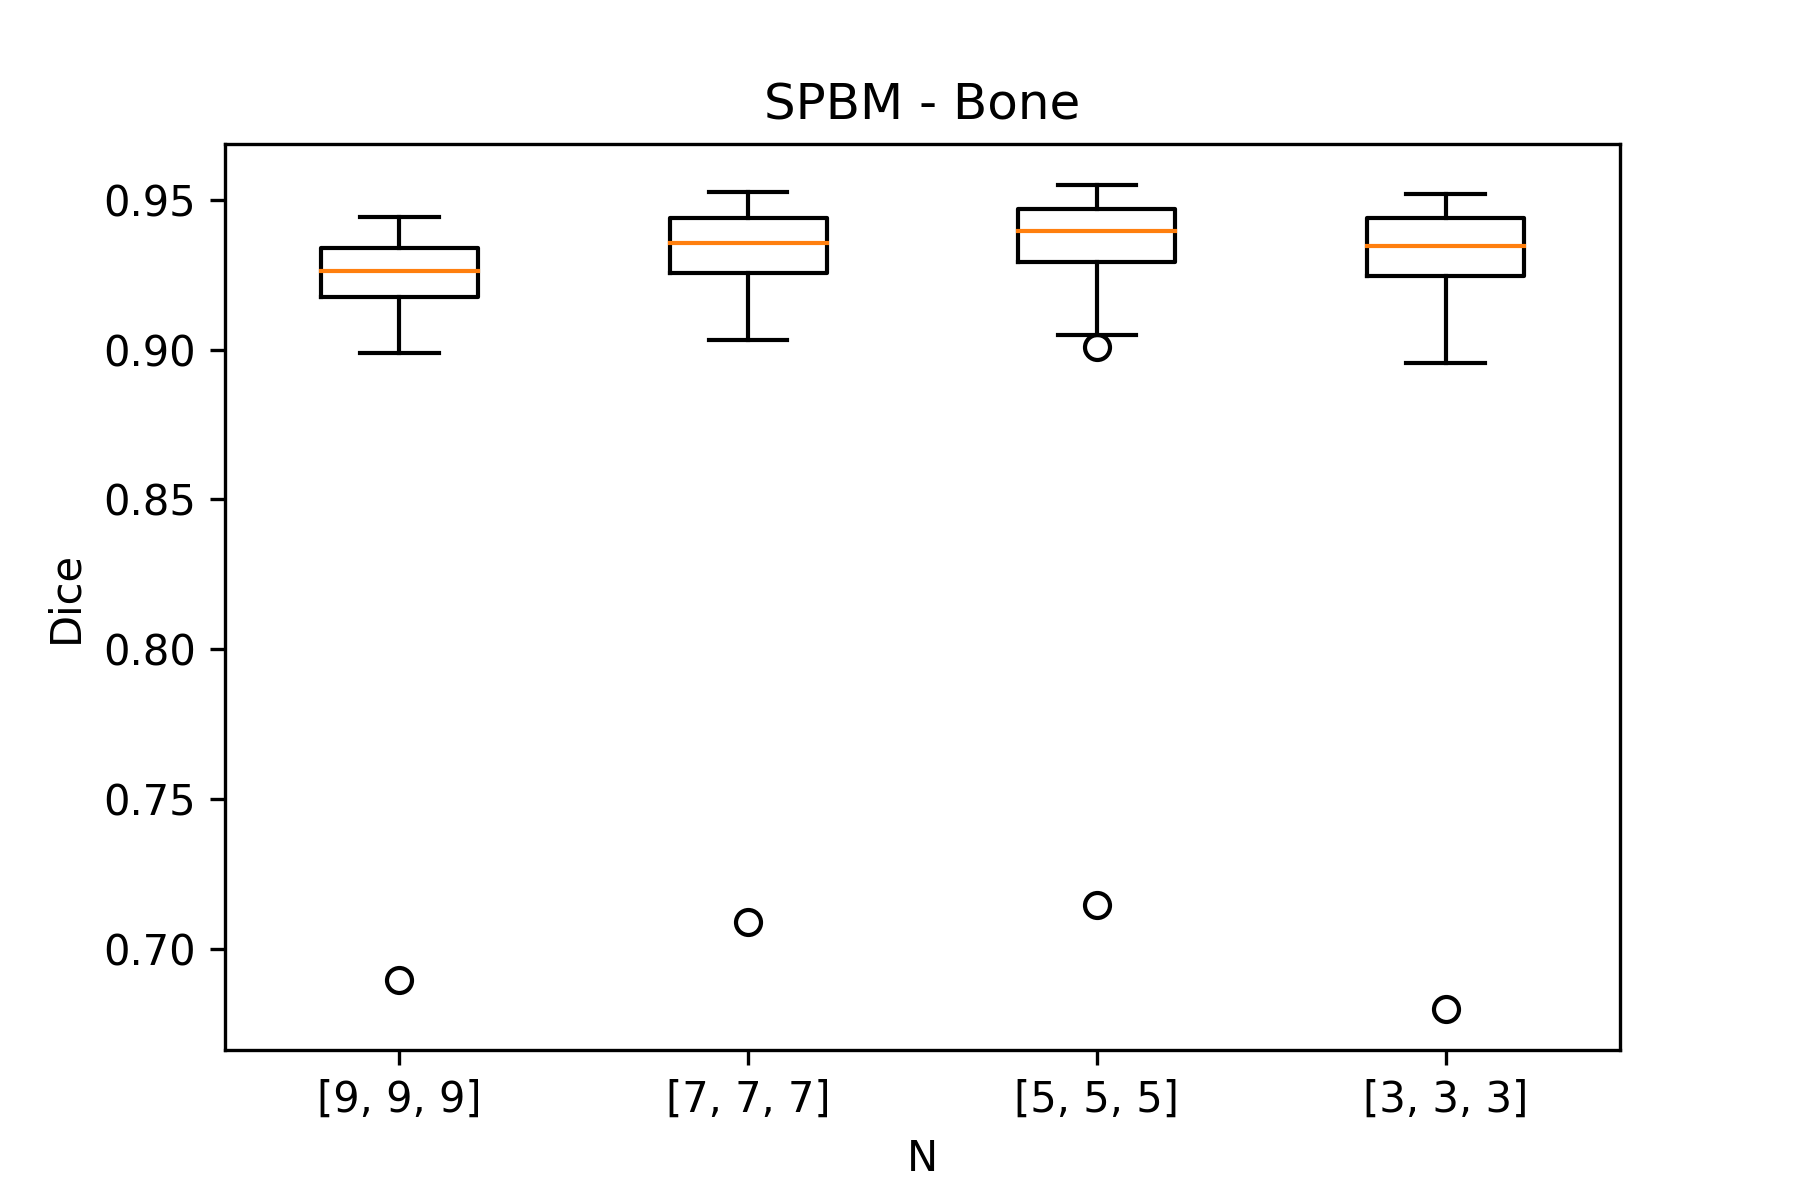 SPBM - Bone
0.95
0.90
0.85
0.80
0.75
0.70
Dice
[9, 9, 9] [7, 7, 7] [5, 5, 5] [3, 3, 3]
N